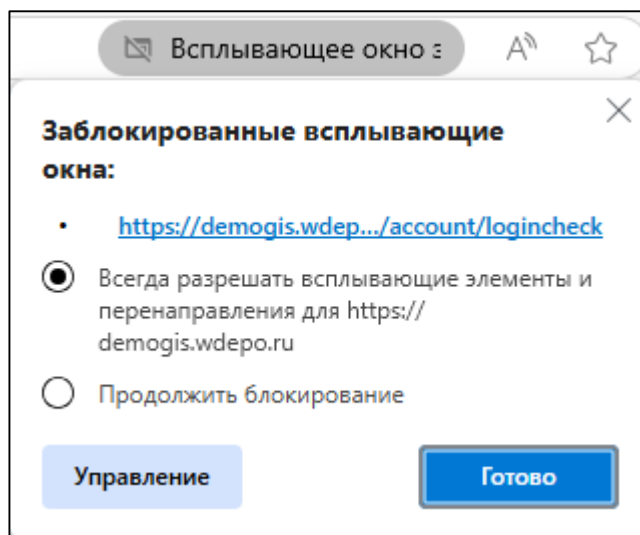 Всплывающее окно з
Заблокированные всплывающие
окна:
• https://demogis.wdep.../account/logincheck
Всегда разрешать всплывающие элементы и
перенаправления для https://
demogis.wdepo.ru
Продолжить блокирование
Управление
Готово